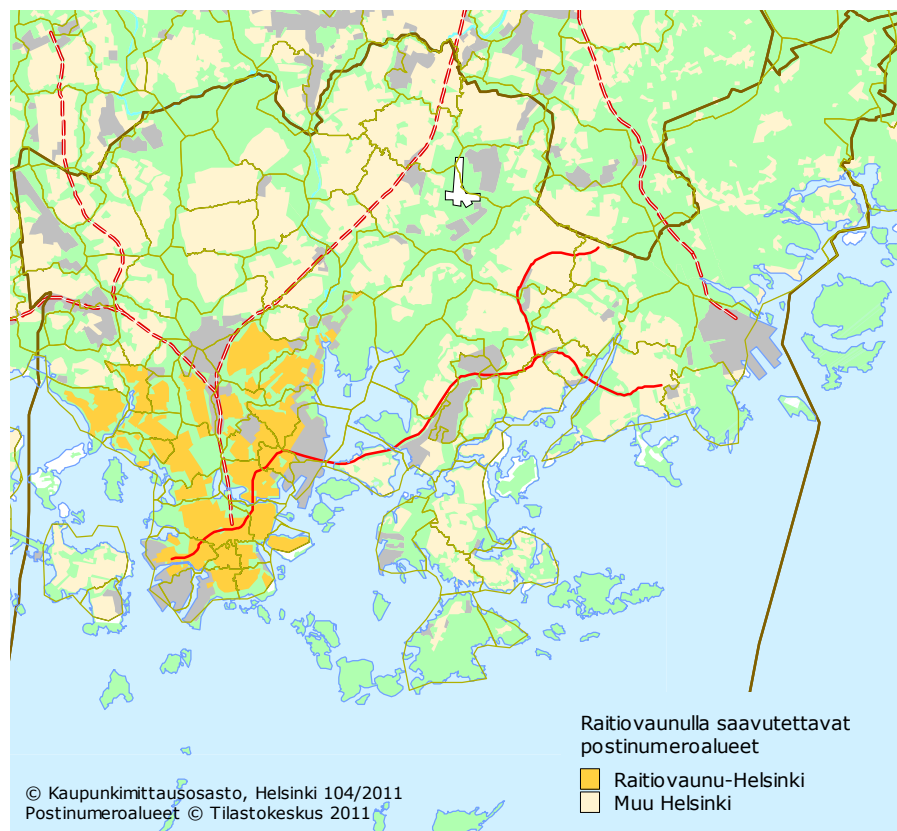 Raitiovaunulla saavutettavat
postinumeroalueet
Raitiovaunu-Helsinki
Muu Helsinki
© Kaupunkimittausosasto, Helsinki 104/2011
Postinumeroalueet © Tilastokeskus 2011